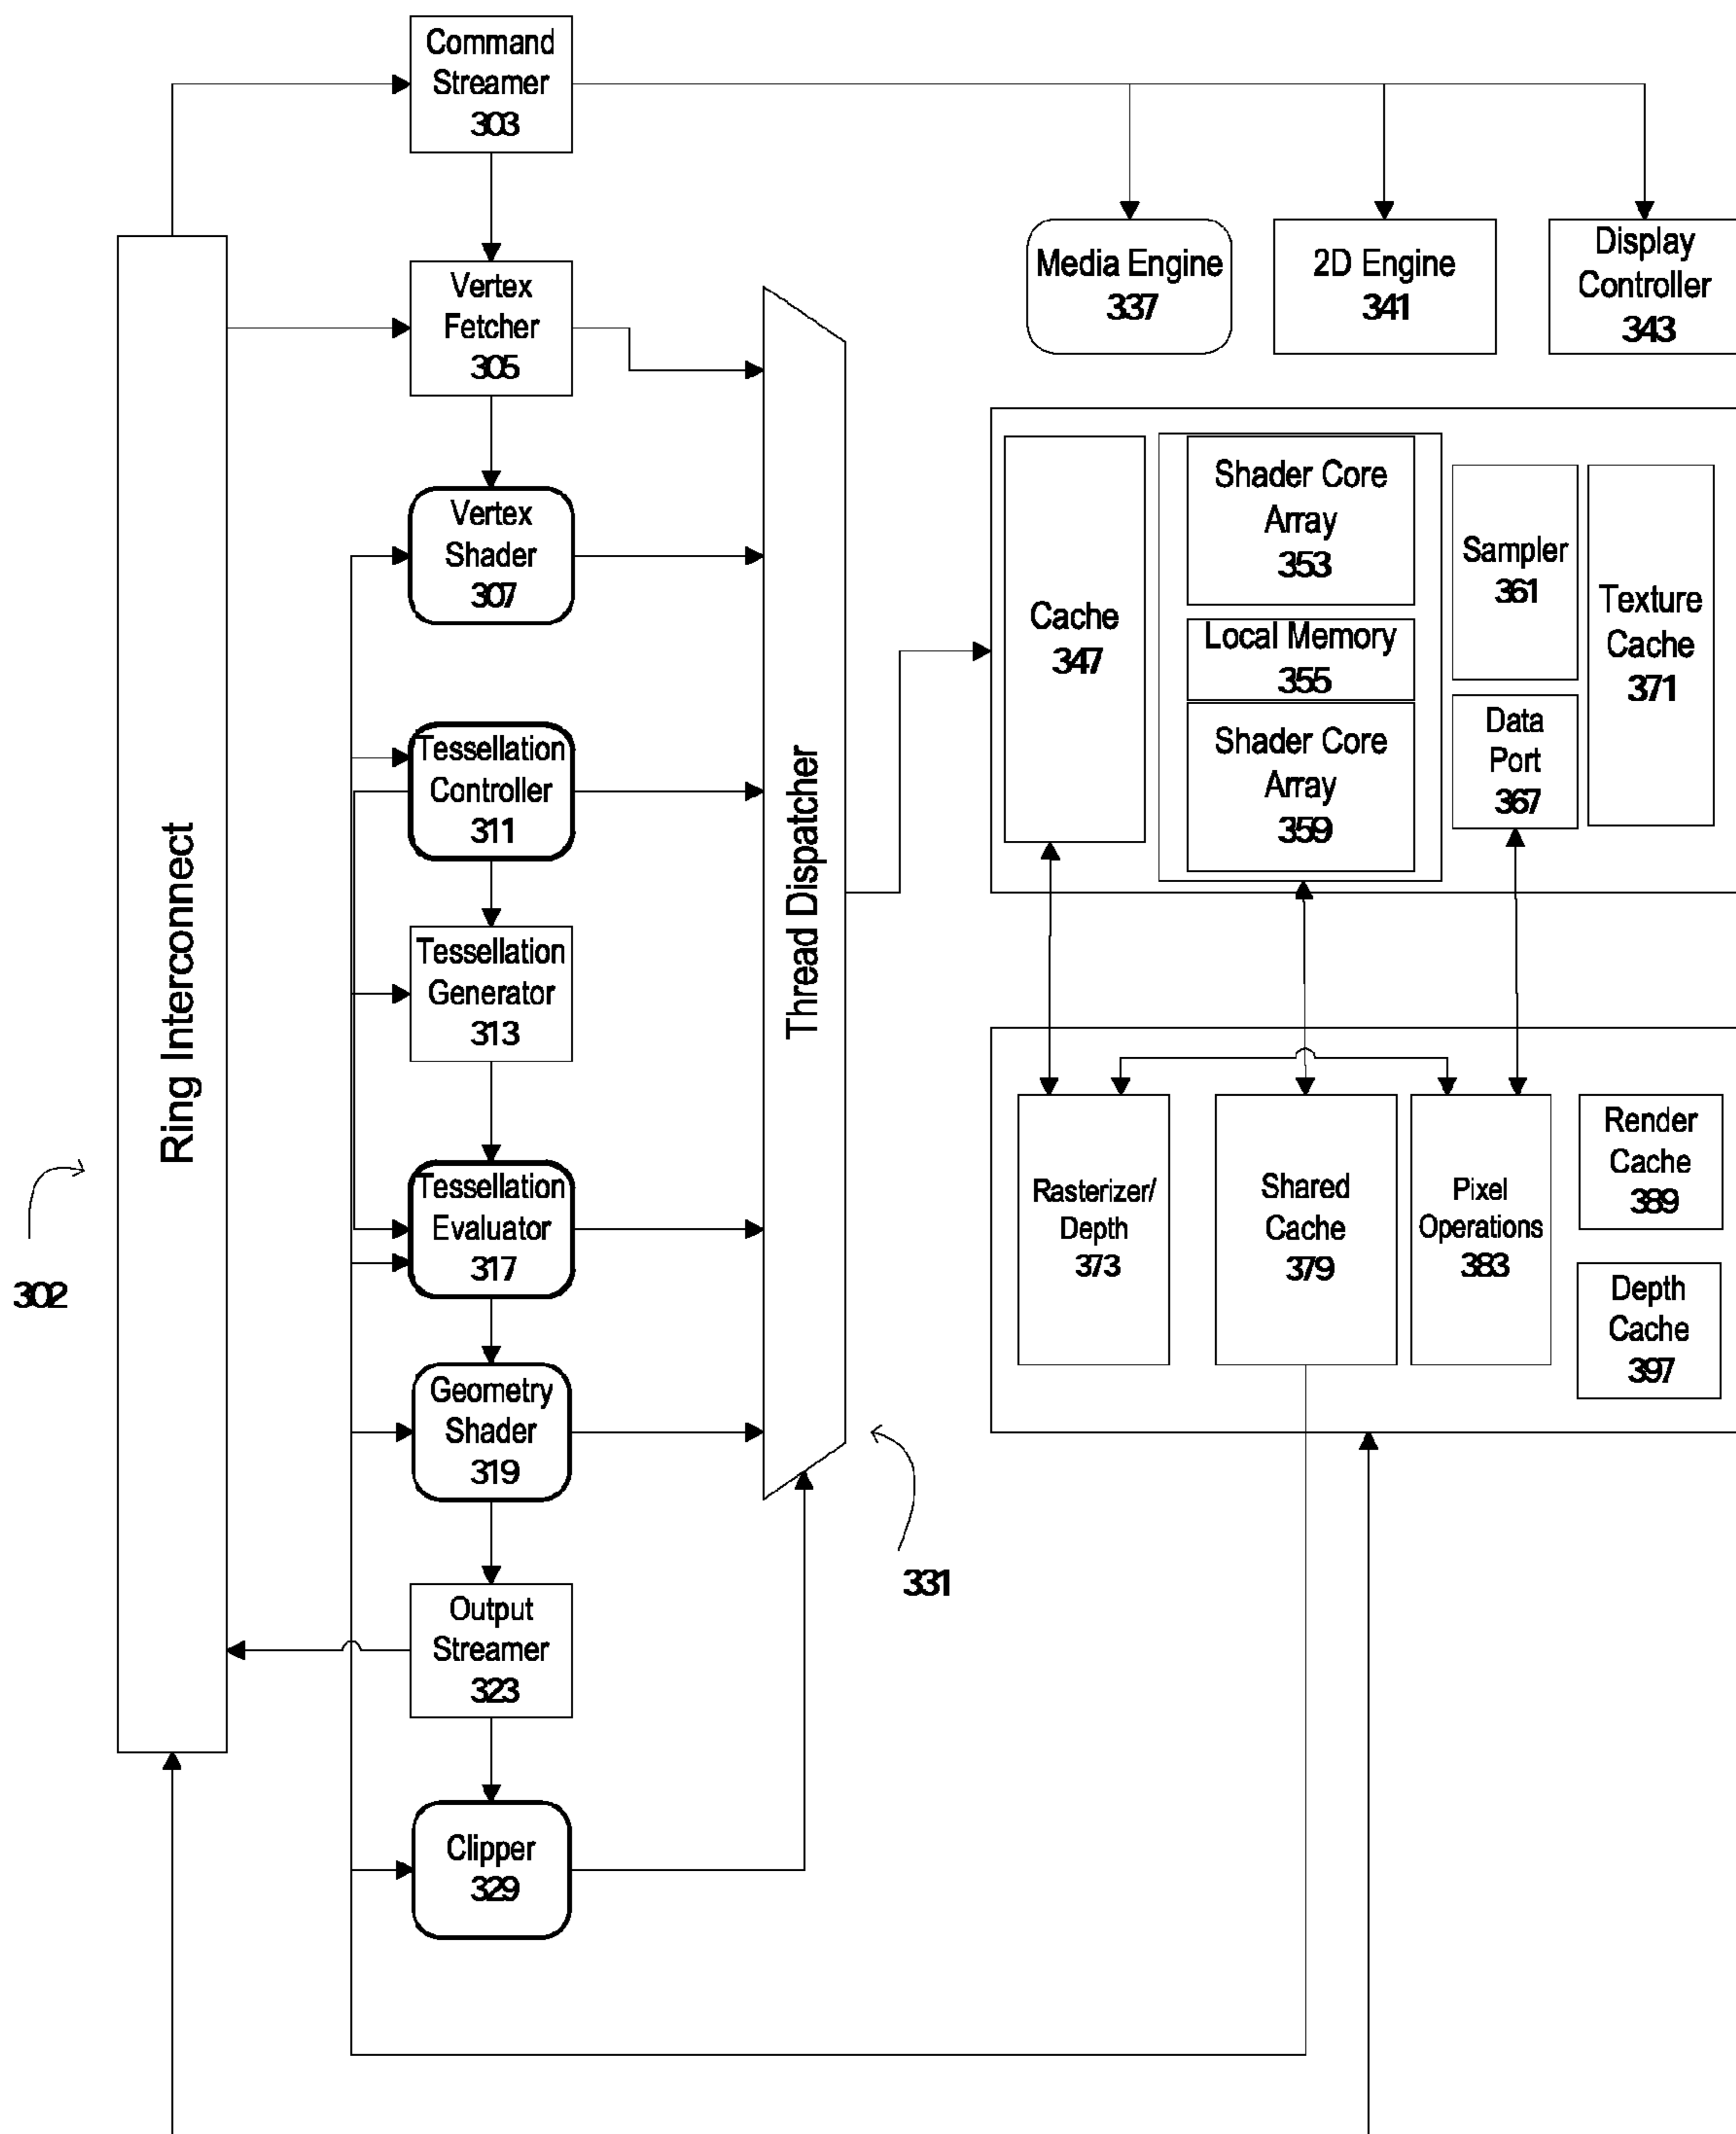 Command
Streamer
303
Vertex
Fetcher
305
Vertex
Shader
307
Tessellation
Controller
311
Tessellation
Generator
313
Tessellation
Evaluator
317
Geometry
Shader
319
Output
Streamer
323
Clipper
329
Ring Interconnect
302
Thread Dispatcher
331
Media Engine
337
2D Engine
341
Display
Controller
343
Cache
347
Shader Core
Array
353
Local Memory
355
Shader Core
Array
359
Sampler
361
Data
Port
367
Texture
Cache
371
Rasterizer/
Depth
373
Shared
Cache
379
Pixel
Operations
383
Render
Cache
389
Depth
Cache
397